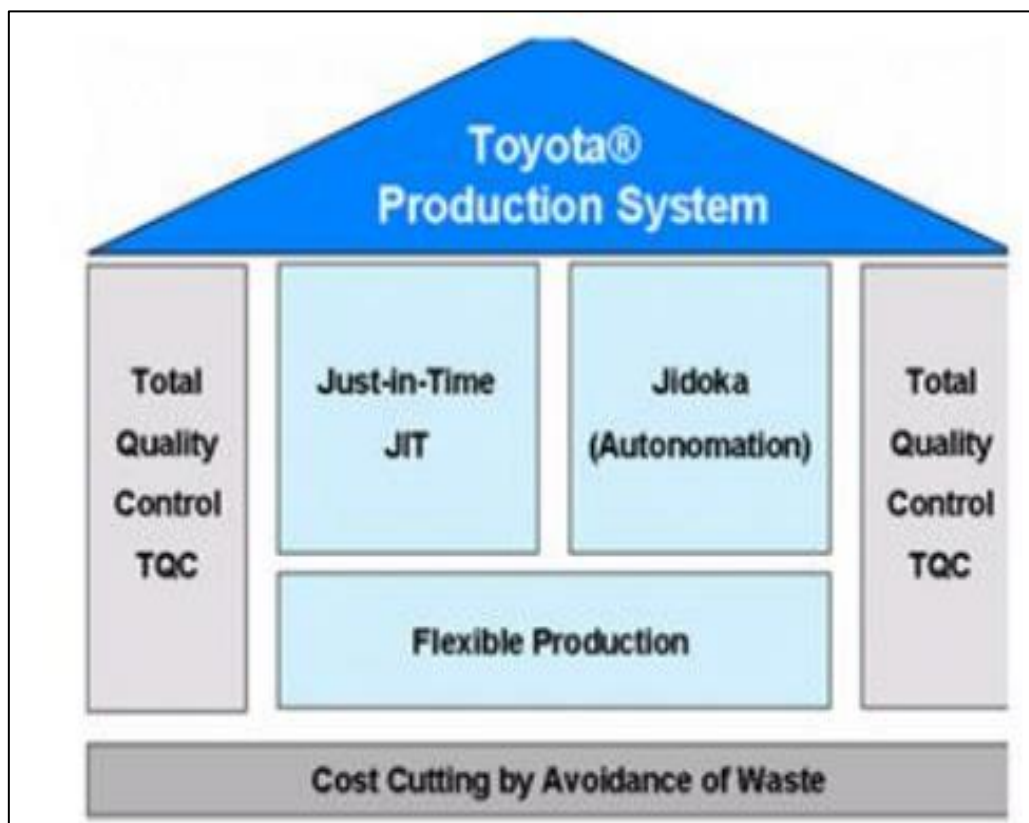 Toyota®
Production System
Total
Quality
Control
TQC
Just-in-Time
JIT
Jidoka
(Autonomation)
Total
Quality
Control
TQC
Flexible Production
Cost Cutting by Avoidance of Waste